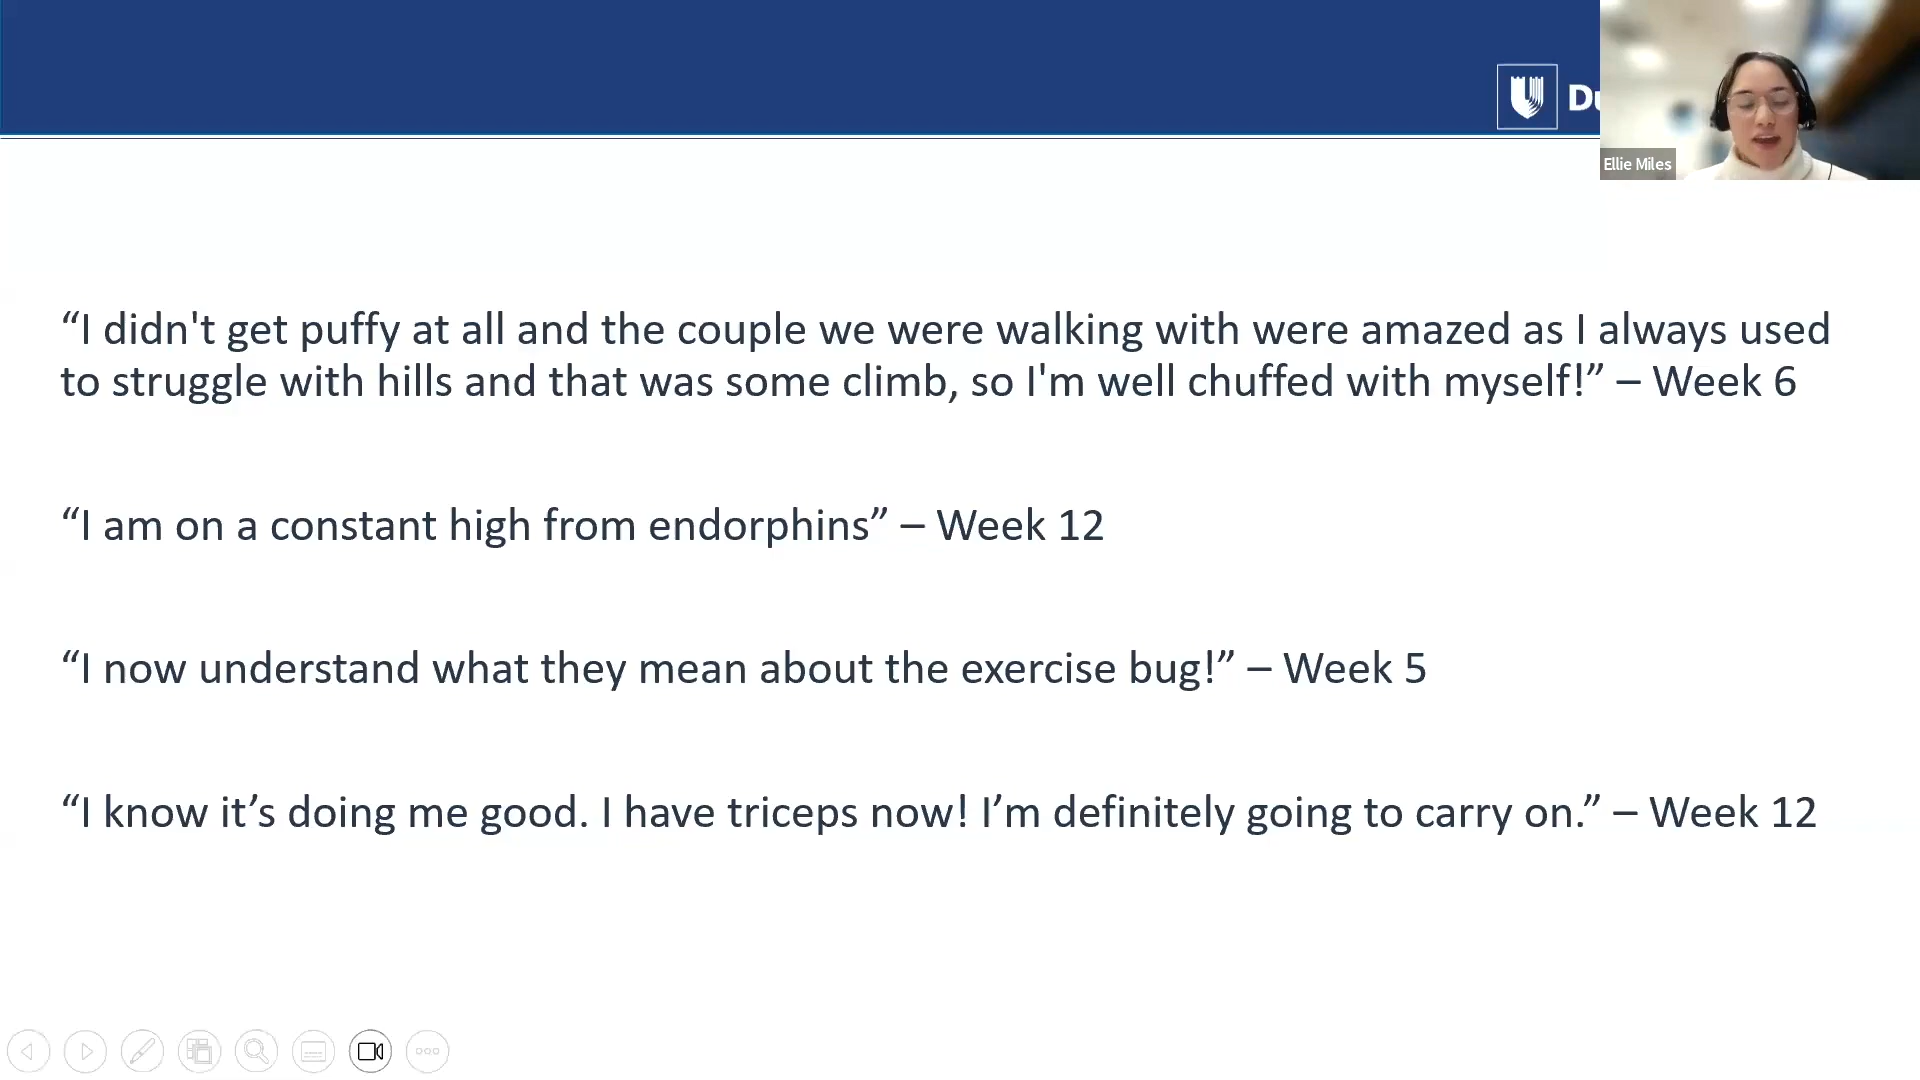 Du
Ellie Miles
“I didn't get puffy at all and the couple we were walking with were amazed as I always used
to struggle with hills and that was some climb, so I'm well chuffed with myself!” – Week 6
“I am on a constant high from endorphins” – Week 12
“I now understand what they mean about the exercise bug!” – Week 5
“I know it’s doing me good. I have triceps now! I’m definitely going to carry on.” – Week 12